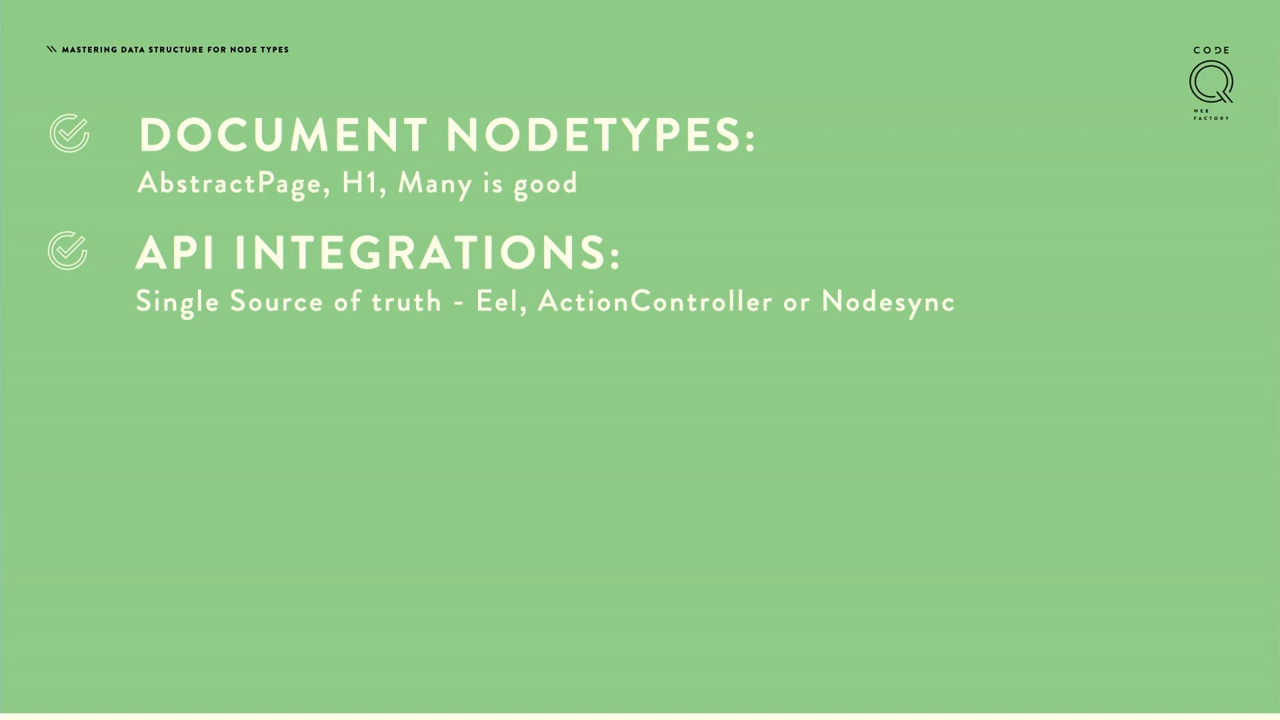 \\ MASTERING DATA STRUCTURE FOR NODE TYPES
CODE
Q
WEB
FACTORY
DOCUMENT NODETYPES:
AbstractPage, H1, Many is good
API INTEGRATIONS:
Single Source of truth - Eel, ActionController or Nodesync